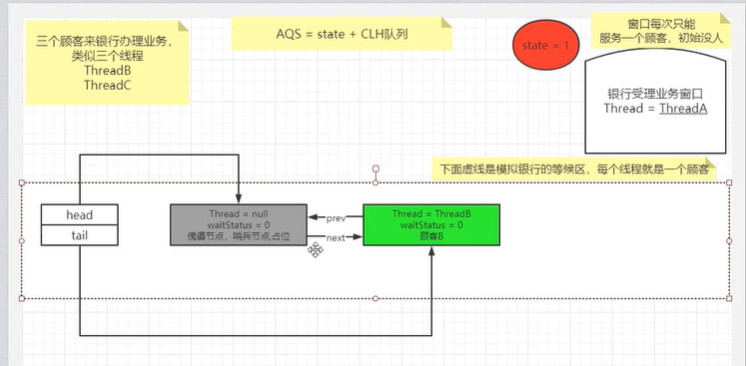 三个顾客来银行办理业务，
类似三个线程
ThreadB
ThreadC
AQS = state + CLH队列
state = 1
窗口每次只能
服务一个顾客，初始没人
银行受理业务窗口
Thread = ThreadA
下面虚线是模拟银行的等候区，每个线程就是一个顾客
head
tail
Thread = null
waitStatus = 0
傀儡节点、哨兵节点,占位
prev
next
Thread = ThreadB
waitStatus = 0
顾客B